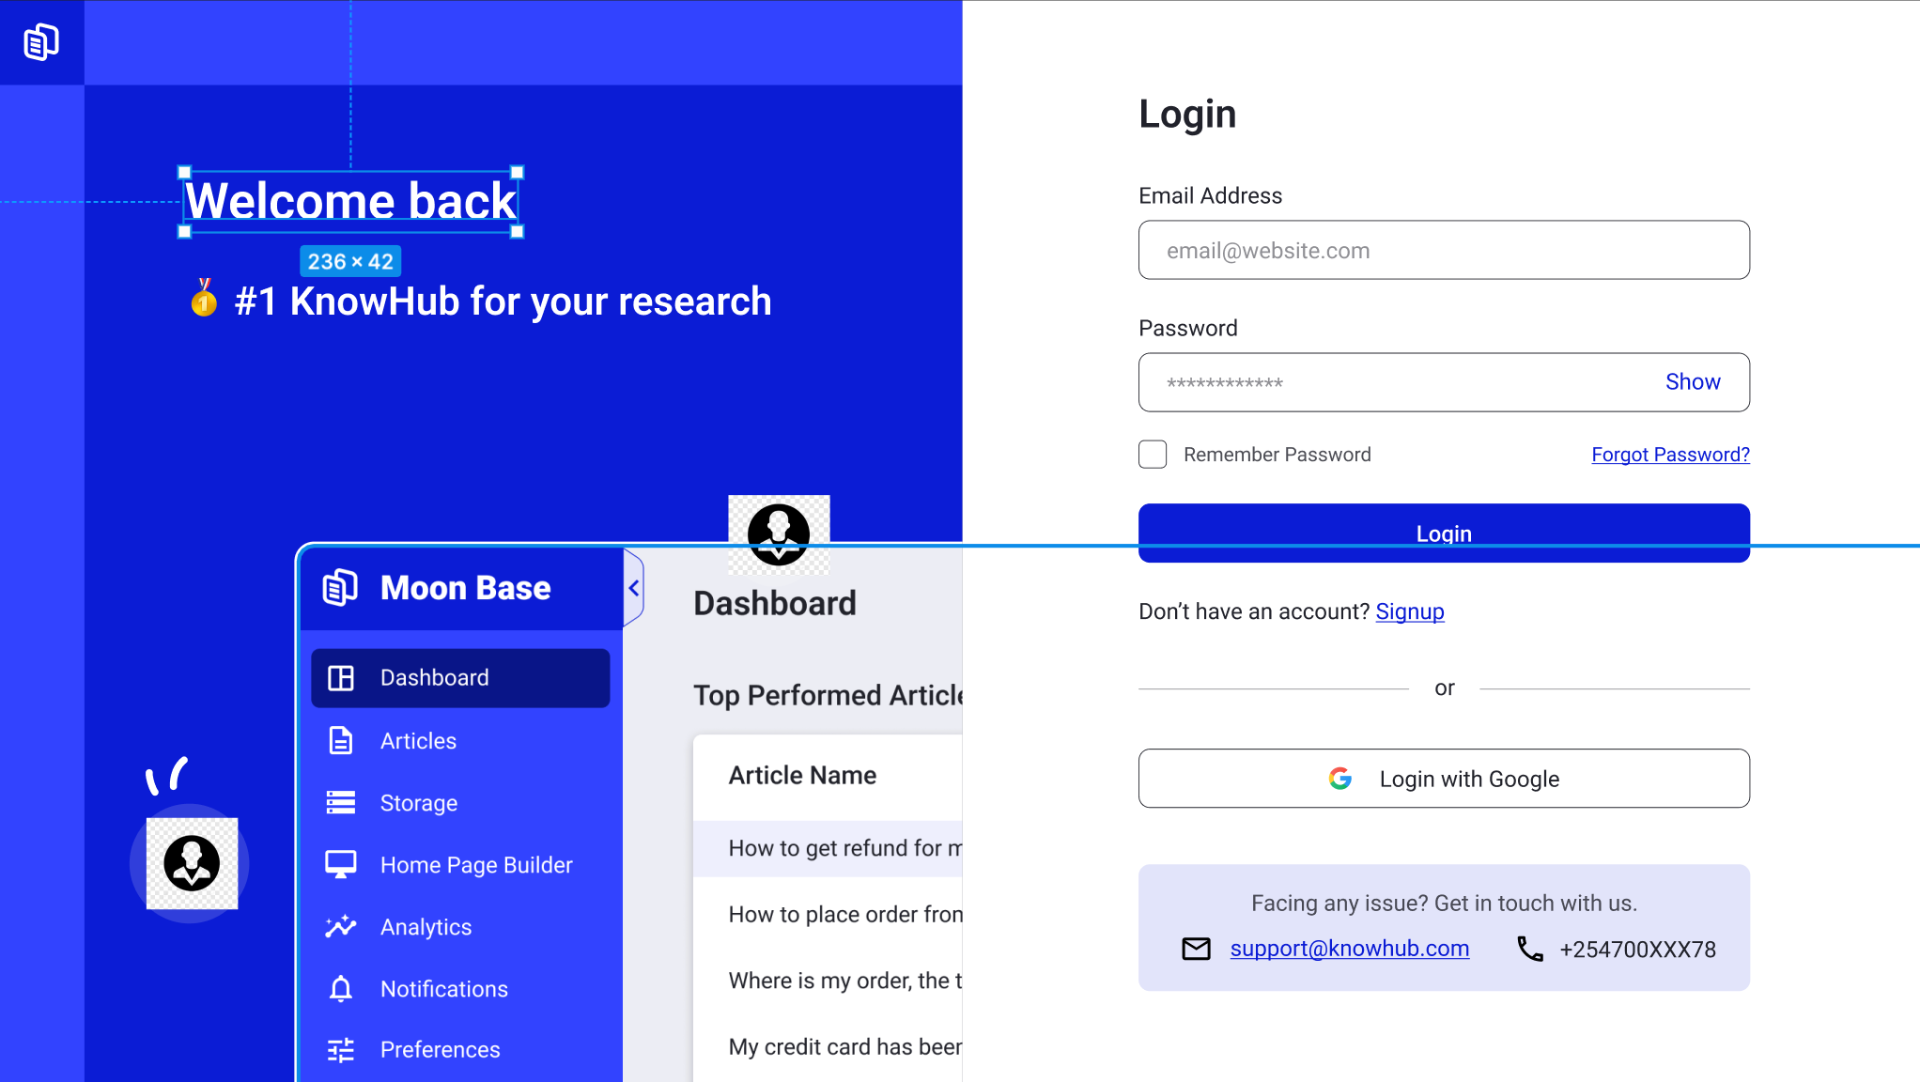 Welcome back
236 × 42
#1 KnowHub for your research
Moon Base
Dashboard
Articles
Storage
Home Page Builder
Analytics
Notifications
Preferences
Dashboard
Top Performed Article
Article Name
How to get refund for m
How to place order from
Where is my order, the t
My credit card has been
Login
Email Address
email@website.com
Password
************
Show
Remember Password
Forgot Password?
Login
Don’t have an account? Signup
or
Login with Google
Facing any issue? Get in touch with us.
support@knowhub.com
+254700XXX78